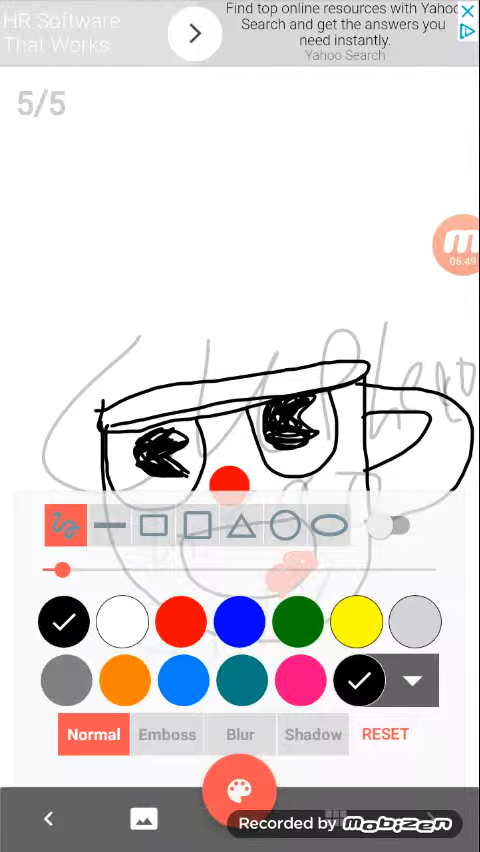 HR Software
That Works
Find top online resources with Yahoo
Search and get the answers you
need instantly.
Yahoo Search
5/5
06:49
Normal
Emboss
Blur
Shadow
RESET
Recorded by MOBIZEN